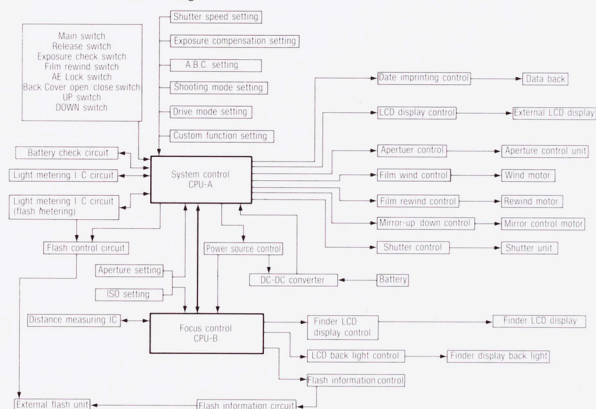 Main switch
Release switch
Exposure check switch
Film rewind switch
AE Lock switch
Back Cover open close switch
UP switch
DOWN switch
Shutter speed setting
Exposure compensation setting
A.B.C. setting
Shooting mode setting
Drive mode setting
Custom function setting
Battery check circuit
Light metering I C circuit
Light metering I C circuit
(flash metering)
Flash control circuit
System control
CPU-A
Date imprinting control
Data back
LCD display control
External LCD display
Apertuer control
Aperture control unit
Film wind control
Wind motor
Film rewind control
Rewind motor
Mirror-up down control
Mirror control motor
Shutter control
Shutter unit
Aperture setting
ISO setting
Power source control
DC-DC converter
Battery
Distance measuring IC
Focus control
CPU-B
Finder LCD
display control
Finder LCD display
LCD back light control
Finder display back light
Flash information control
External flash unit
Flash information circuit